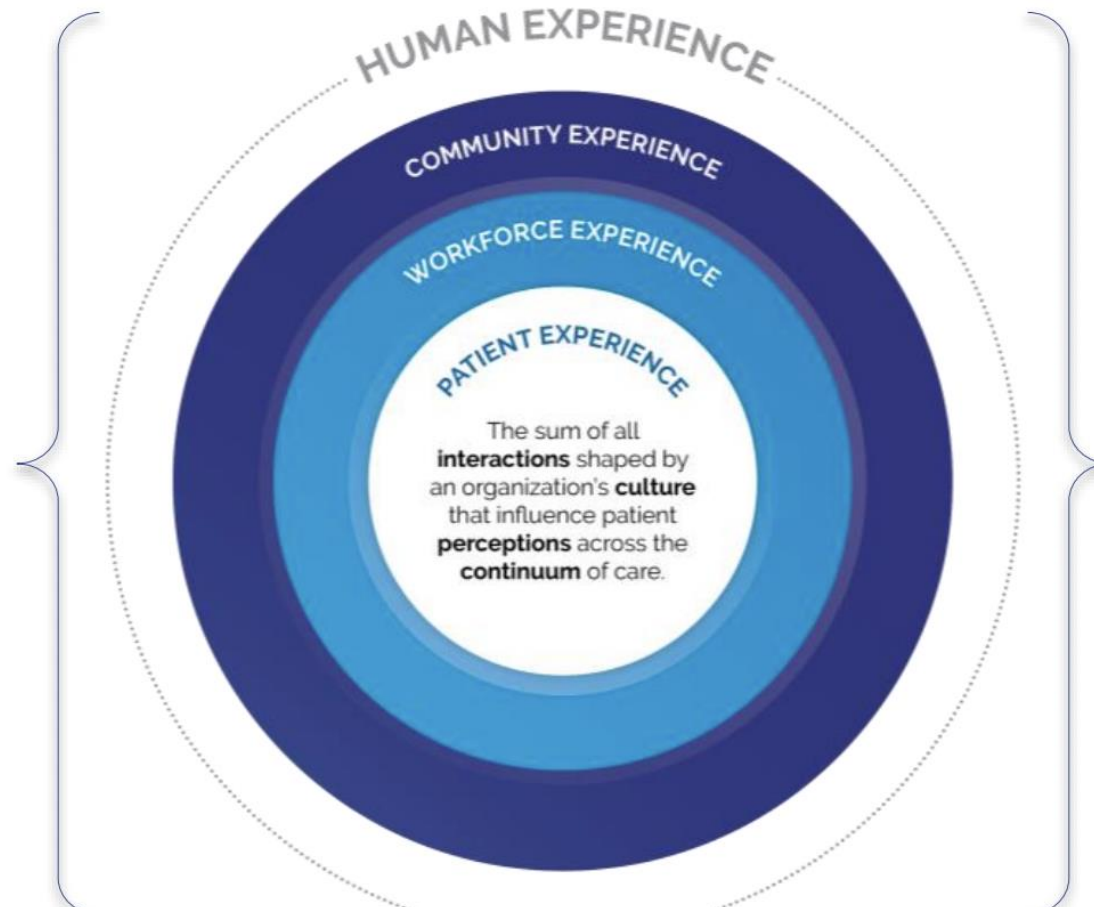 HUMAN EXPERIENCE
COMMUNITY EXPERIENCE
WORKFORCE EXPERIENCE
PATIENT EXPERIENCE
The sum of all
interactions shaped by
an organization's culture
that influence patient
perceptions across the
continuum of care.